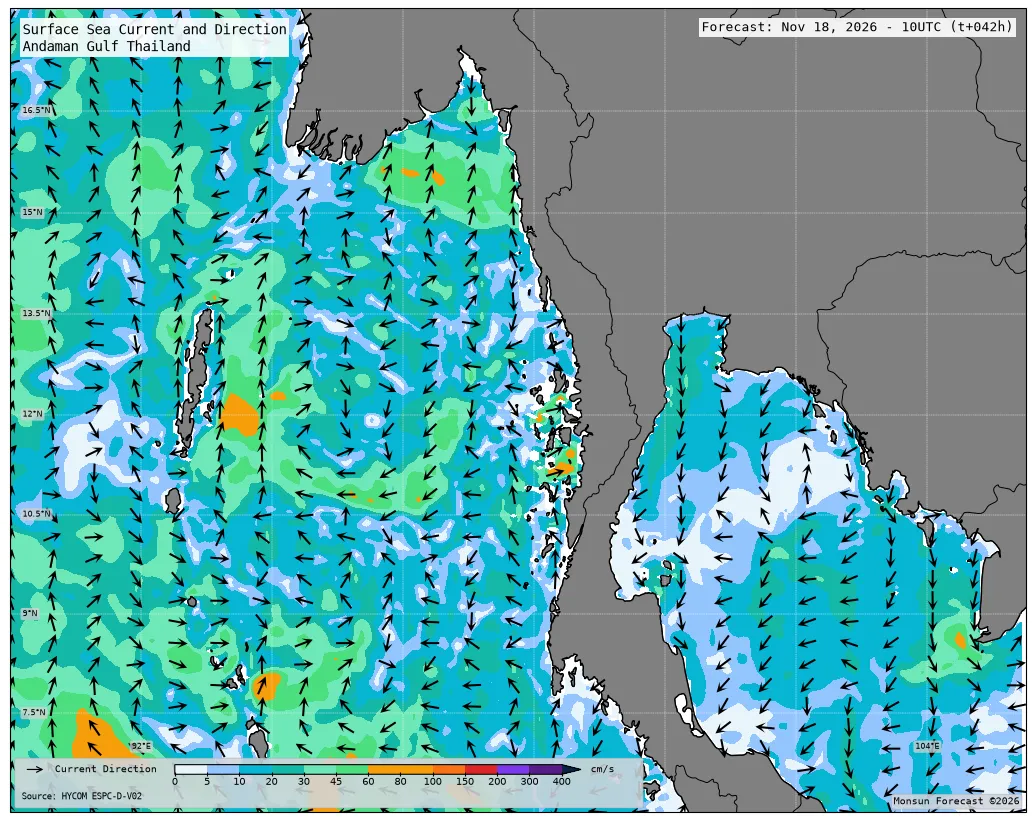 Surface Sea Current and Direction
Andaman Gulf Thailand
Forecast: Nov 18, 2026 - 10UTC (t+042h)
16.5°N
15°N
13.5°N
12°N
10.5°N
9°N
7.5°N
92°E
104°E
Current Direction
0 5 10 20 30 45 60 80 100 120 200 300 400 cm/s
Source: HYCOM ESPC-D-V02
Monsun Forecast ©2026